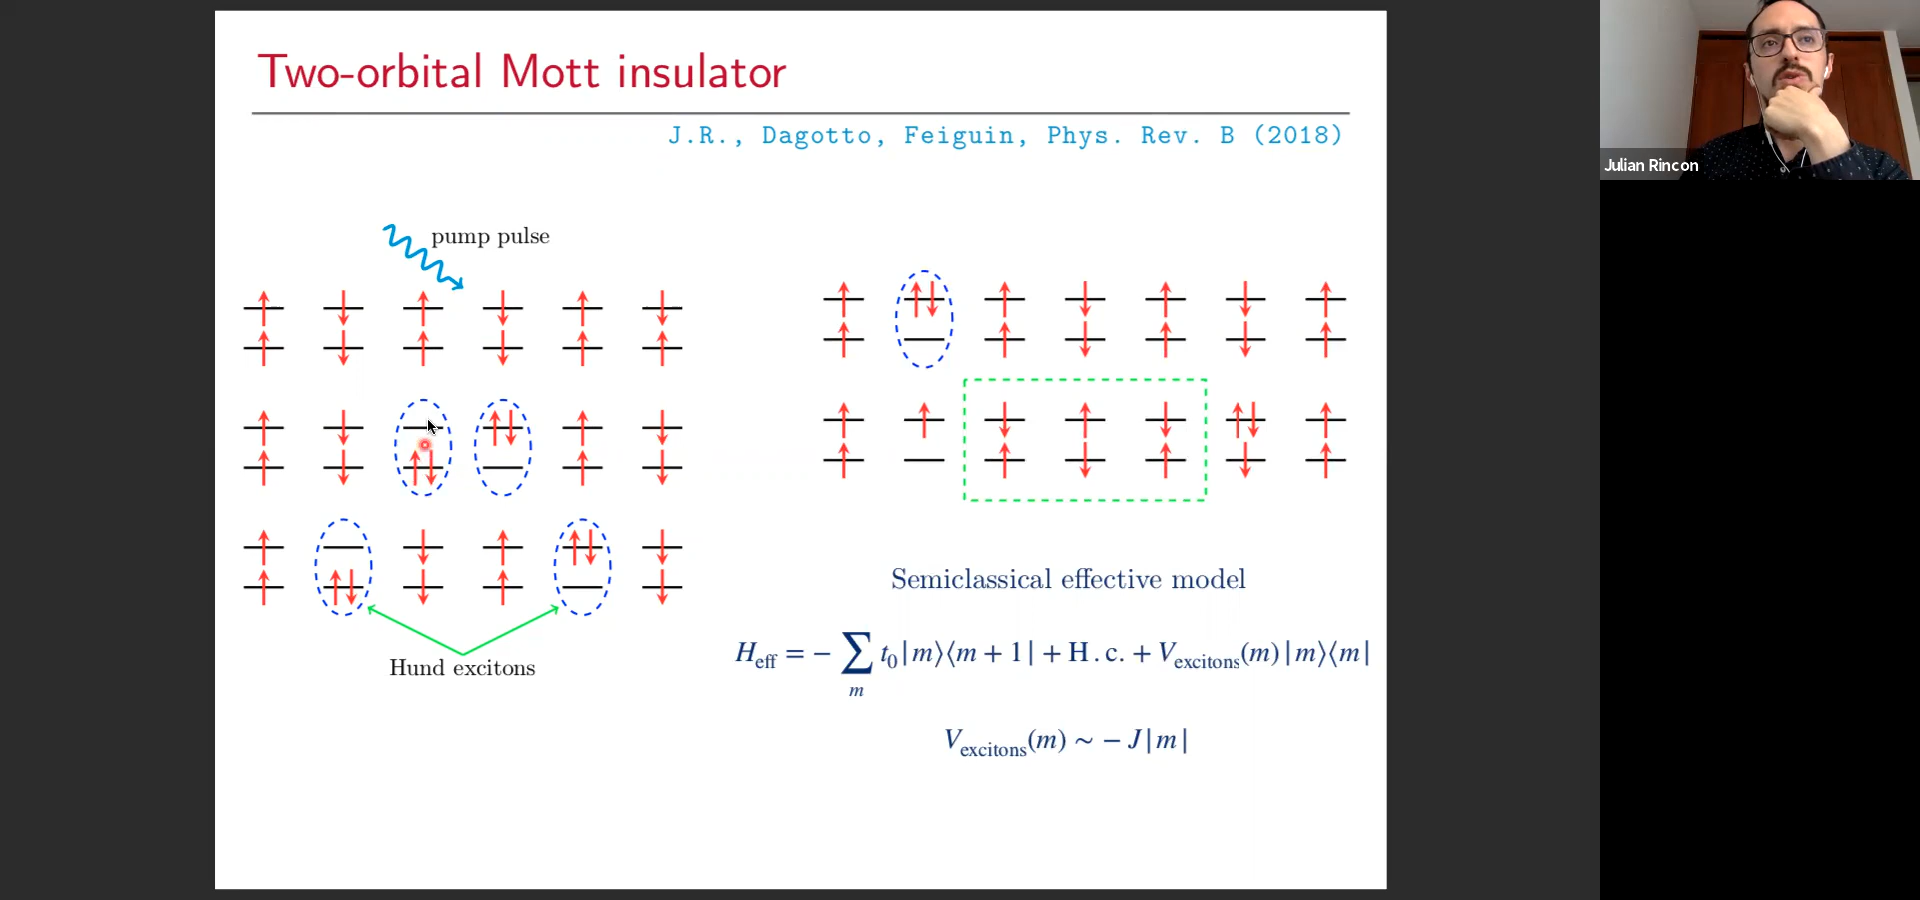 Two-orbital Mott insulator
J.R., Dagotto, Feiguin, Phys. Rev. B (2018)
pump pulse
Hund excitons
Semiclassical effective model
H_eff = − ∑_m t_0|m⟩⟨m + 1| + H.c. + V_excitons(m)|m⟩⟨m|
V_excitons(m) ∼ − J|m|
Julian Rincon